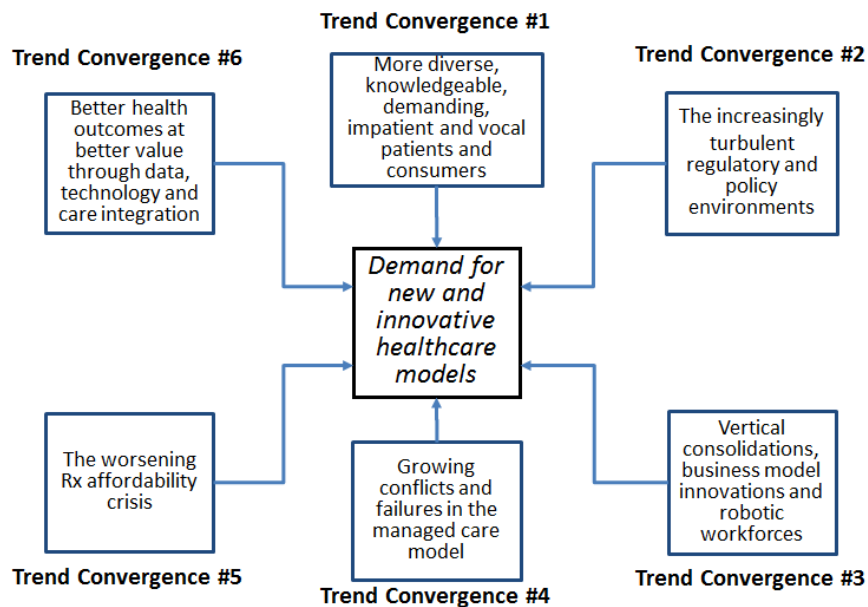 Trend Convergence #1
More diverse,
knowledgeable,
demanding,
impatient and vocal
patients and
consumers
Trend Convergence #2
The increasingly
turbulent
regulatory and
policy
environments
Trend Convergence #6
Better health
outcomes at
better value
through data,
technology and
care integration
Demand for
new and
innovative
healthcare
models
The worsening
Rx affordability
crisis
Trend Convergence #5
Growing
conflicts and
failures in the
managed care
model
Trend Convergence #4
Vertical
consolidations,
business model
innovations and
robotic
workforces
Trend Convergence #3